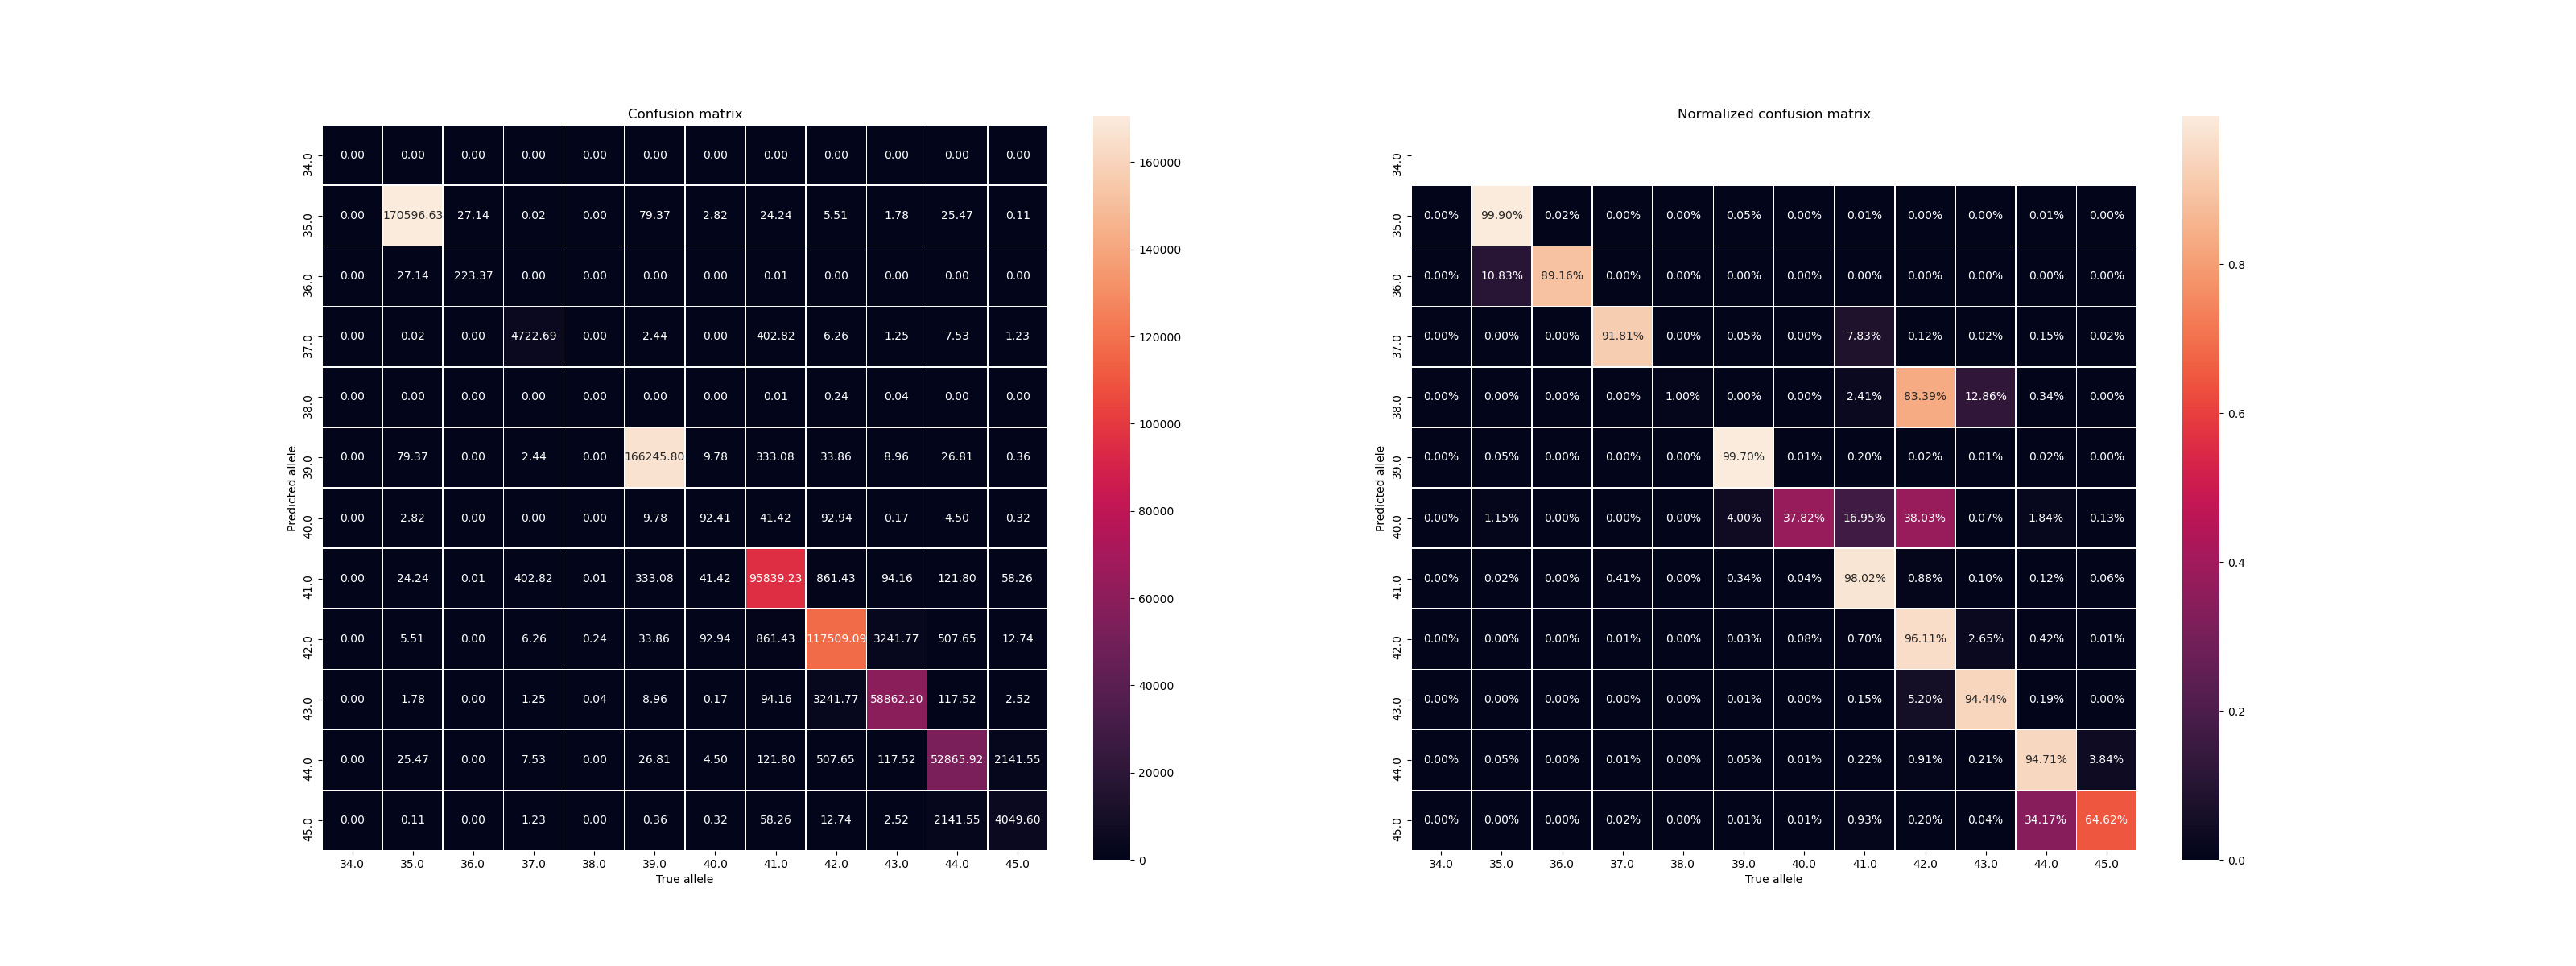 Confusion matrix
34.0 0.00 0.00 0.00 0.00 0.00 0.00 0.00 0.00 0.00 0.00 0.00 0.00
35.0 0.00 170596.63 27.14 0.02 0.00 79.37 2.82 24.24 5.51 1.78 25.47 0.11
36.0 0.00 27.14 223.37 0.00 0.00 0.00 0.00 0.01 0.00 0.00 0.00 0.00
37.0 0.00 0.02 0.00 4722.69 0.00 2.44 0.00 402.82 6.26 1.25 7.53 1.23
38.0 0.00 0.00 0.00 0.00 0.00 0.00 0.00 0.01 0.24 0.04 0.00 0.00
39.0 0.00 79.37 0.00 2.44 0.00 166245.80 9.78 333.08 33.86 8.96 26.81 0.36
40.0 0.00 2.82 0.00 0.00 0.00 9.78 92.41 41.42 92.94 0.17 4.50 0.32
41.0 0.00 24.24 0.01 402.82 0.01 333.08 41.42 95839.23 861.43 94.16 121.80 58.26
42.0 0.00 5.51 0.00 6.26 0.24 33.86 92.94 861.43 117509.09 3241.77 507.65 12.74
43.0 0.00 1.78 0.00 1.25 0.04 8.96 0.17 94.16 3241.77 58862.20 117.52 2.52
44.0 0.00 25.47 0.00 7.53 0.00 26.81 4.50 121.80 507.65 117.52 52865.92 2141.55
45.0 0.00 0.11 0.00 1.23 0.00 0.36 0.32 58.26 12.74 2.52 2141.55 4049.60
34.0 35.0 36.0 37.0 38.0 39.0 40.0 41.0 42.0 43.0 44.0 45.0
True allele
Predicted allele
160000
140000
120000
100000
80000
60000
40000
20000
0
Normalized confusion matrix
34.0
35.0 0.00% 99.90% 0.02% 0.00% 0.00% 0.05% 0.00% 0.01% 0.00% 0.00% 0.01% 0.00%
36.0 0.00% 10.83% 89.16% 0.00% 0.00% 0.00% 0.00% 0.00% 0.00% 0.00% 0.00% 0.00%
37.0 0.00% 0.00% 0.00% 91.81% 0.00% 0.05% 0.00% 7.83% 0.12% 0.02% 0.15% 0.02%
38.0 0.00% 0.00% 0.00% 0.00% 1.00% 0.00% 0.00% 2.41% 83.39% 12.86% 0.34% 0.00%
39.0 0.00% 0.05% 0.00% 0.00% 0.00% 99.70% 0.01% 0.20% 0.02% 0.01% 0.02% 0.00%
40.0 0.00% 1.15% 0.00% 0.00% 0.00% 4.00% 37.82% 16.95% 38.03% 0.07% 1.84% 0.13%
41.0 0.00% 0.02% 0.00% 0.41% 0.00% 0.34% 0.04% 98.02% 0.88% 0.10% 0.12% 0.06%
42.0 0.00% 0.00% 0.00% 0.01% 0.00% 0.03% 0.08% 0.70% 96.11% 2.65% 0.42% 0.01%
43.0 0.00% 0.00% 0.00% 0.00% 0.00% 0.01% 0.00% 0.15% 5.20% 94.44% 0.19% 0.00%
44.0 0.00% 0.05% 0.00% 0.01% 0.00% 0.05% 0.01% 0.22% 0.91% 0.21% 94.71% 3.84%
45.0 0.00% 0.00% 0.00% 0.02% 0.00% 0.01% 0.01% 0.93% 0.20% 0.04% 34.17% 64.62%
34.0 35.0 36.0 37.0 38.0 39.0 40.0 41.0 42.0 43.0 44.0 45.0
True allele
Predicted allele
0.8
0.6
0.4
0.2
0.0